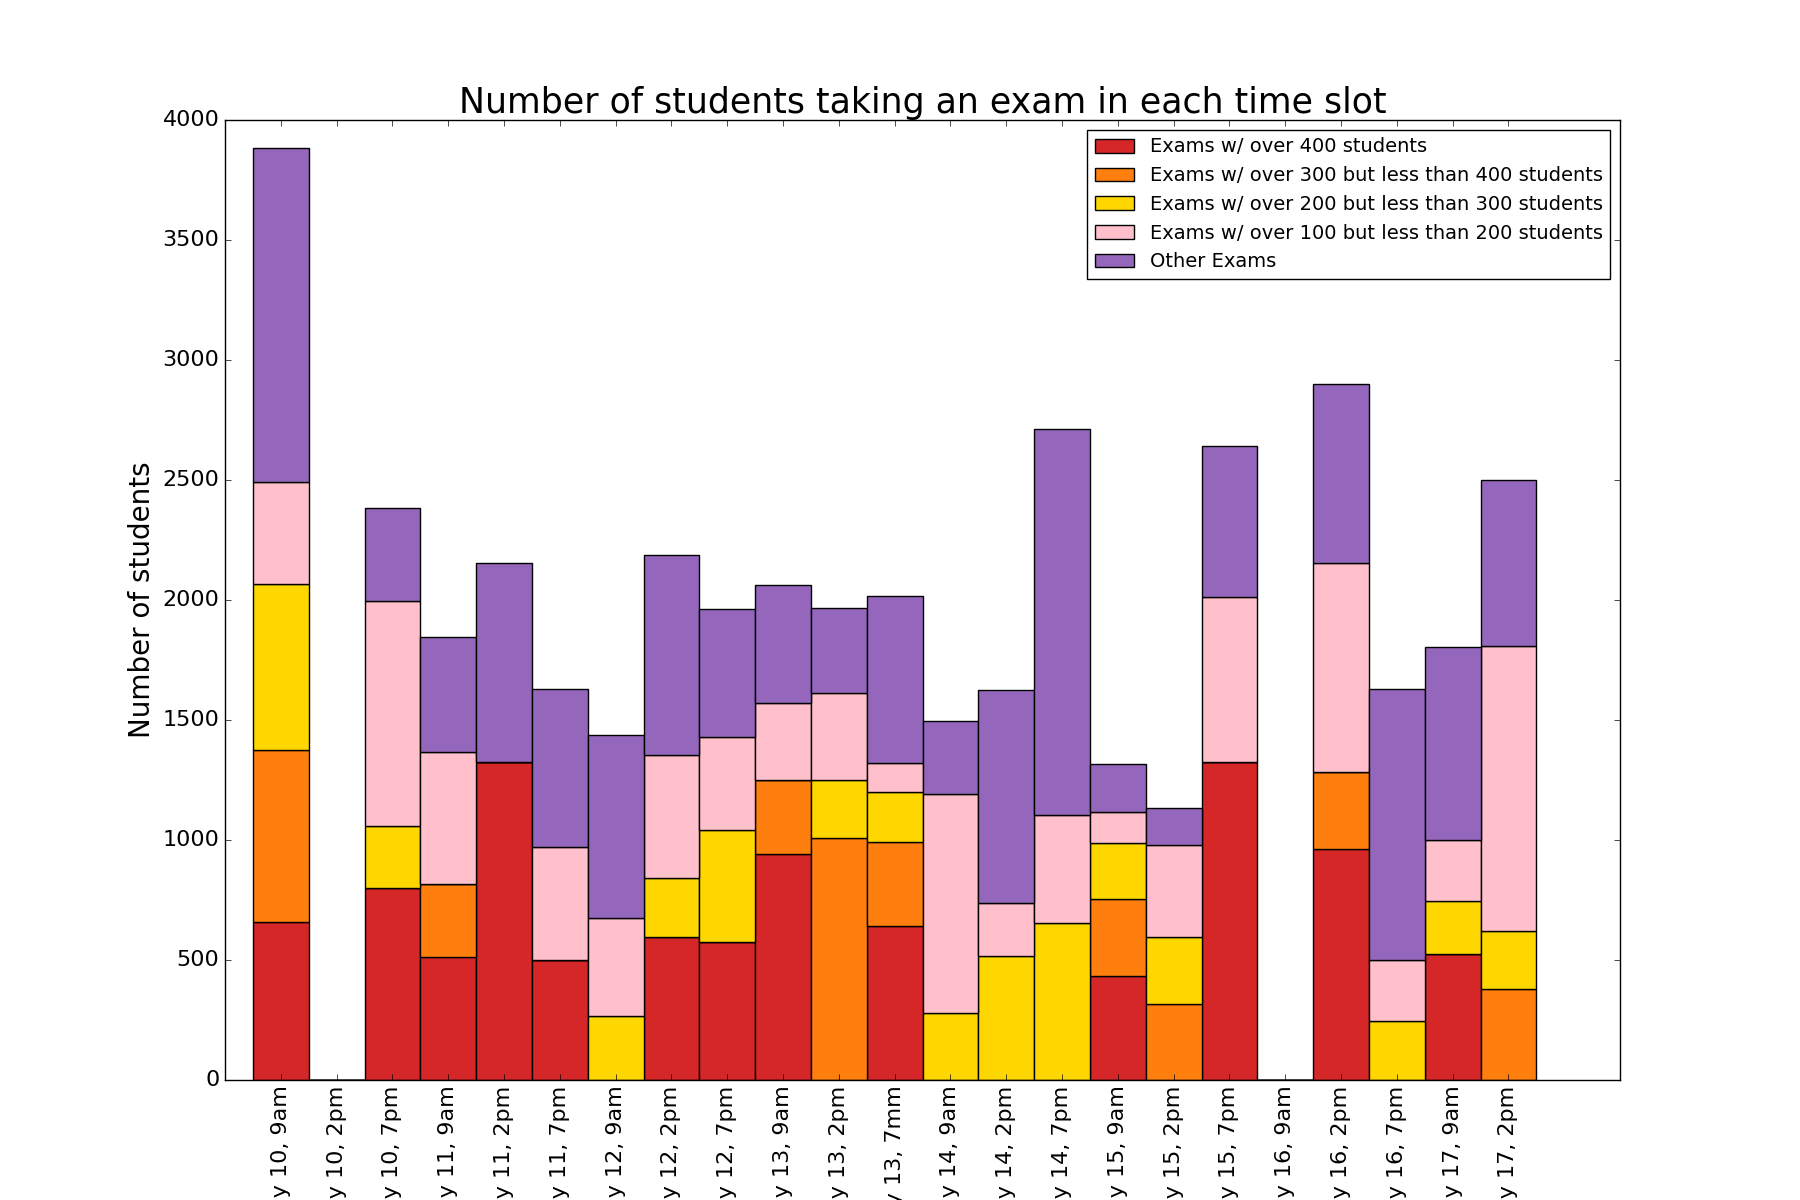 Number of students taking an exam in each time slot
Exams w/ over 400 students
Exams w/ over 300 but less than 400 students
Exams w/ over 200 but less than 300 students
Exams w/ over 100 but less than 200 students
Other Exams
Number of students
4000
3500
3000
2500
2000
1500
1000
500
0
y 10, 9am
y 10, 2pm
y 10, 7pm
y 11, 9am
y 11, 2pm
y 11, 7pm
y 12, 9am
y 12, 2pm
y 12, 7pm
y 13, 9am
y 13, 2pm
y 13, 7mm
y 14, 9am
y 14, 2pm
y 14, 7pm
y 15, 9am
y 15, 2pm
y 15, 7pm
y 16, 9am
y 16, 2pm
y 16, 7pm
y 17, 9am
y 17, 2pm